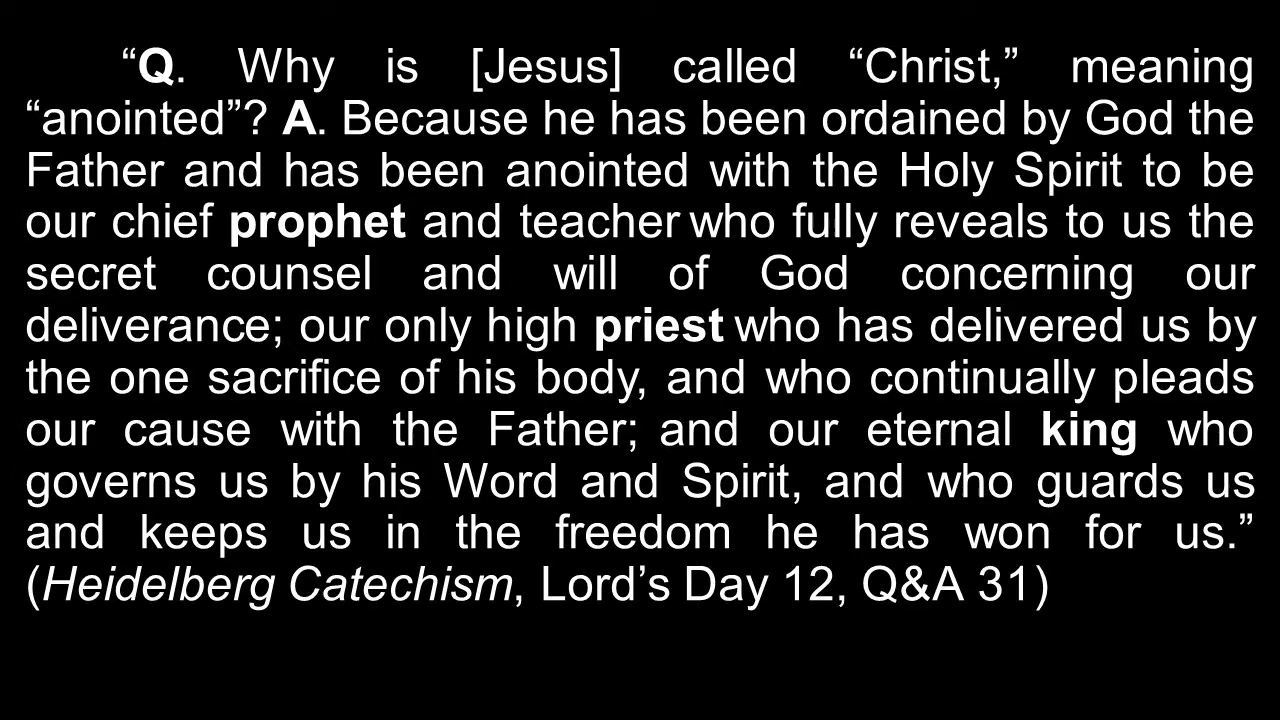 “Q. Why is [Jesus] called “Christ,” meaning
“anointed”? A. Because he has been ordained by God the
Father and has been anointed with the Holy Spirit to be
our chief prophet and teacher who fully reveals to us the
secret counsel and will of God concerning our
deliverance; our only high priest who has delivered us by
the one sacrifice of his body, and who continually pleads
our cause with the Father; and our eternal king who
governs us by his Word and Spirit, and who guards us
and keeps us in the freedom he has won for us.”
(Heidelberg Catechism, Lord’s Day 12, Q&A 31)